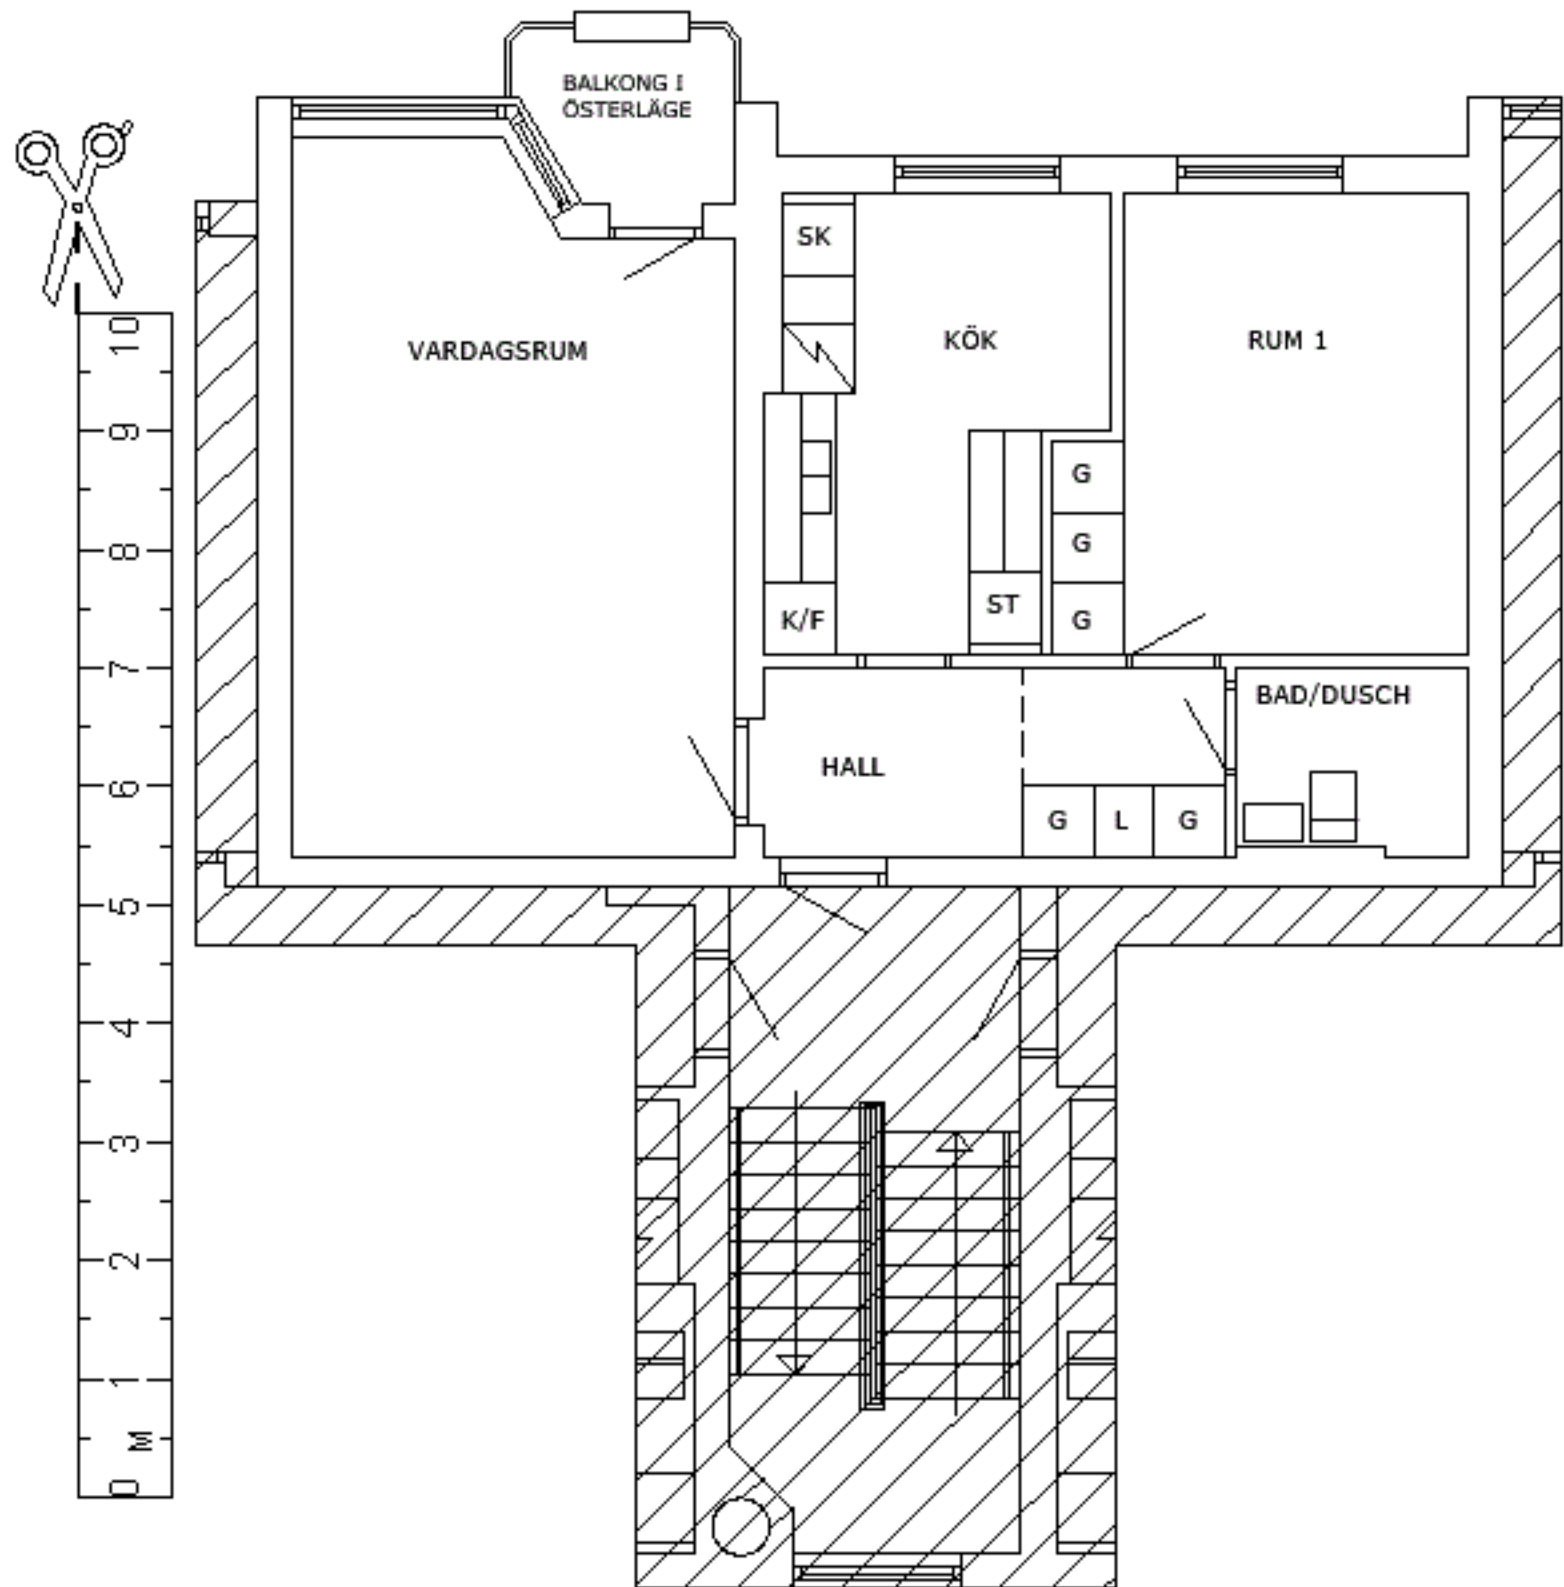 BALKONG I
ÖSTERLÄGE
SK
KÖK
RUM 1
VARDAGSRUM
G
G
G
K/F
ST
HALL
BAD/DUSCH
G
L
G
10
9
8
7
6
5
4
3
2
1
M
0